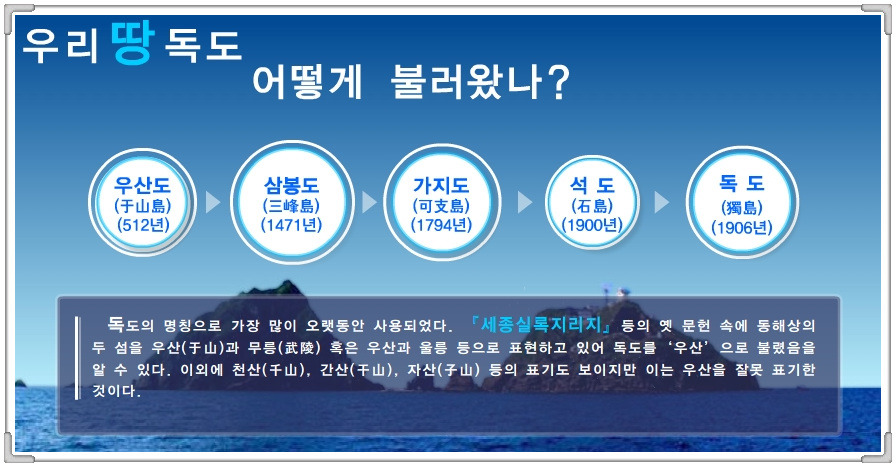 우리 땅 독도
어떻게 불러왔나?
우산도
(于山島)
(512년)
삼봉도
(三峰島)
(1471년)
가지도
(可支島)
(1794년)
석 도
(石島)
(1900년)
독 도
(獨島)
(1906년)
독도의 명칭으로 가장 많이 오랫동안 사용되었다. 『세종실록지리지』등의 옛 문헌 속에 동해상의
두 섬을 우산(于山)과 무릉(武陵) 혹은 우산과 울릉 등으로 표현하고 있어 독도를 ‘우산’으로 불렀음을
알 수 있다. 이외에 천산(千山), 간산(干山), 자산(子山) 등의 표기도 보이지만 이는 우산을 잘못 표기한
것이다.